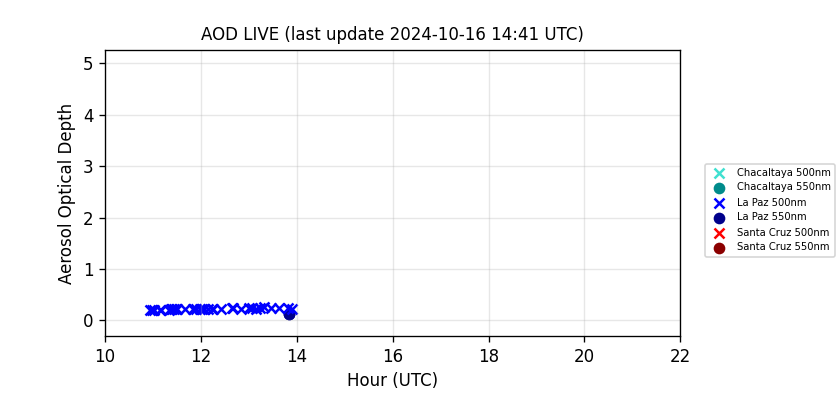 AOD LIVE (last update 2024-10-16 14:41 UTC)
5
4
3
2
1
0
Aerosol Optical Depth
10 12 14 16 18 20 22
Hour (UTC)
Chacaltaya 500nm
Chacaltaya 550nm
La Paz 500nm
La Paz 550nm
Santa Cruz 500nm
Santa Cruz 550nm